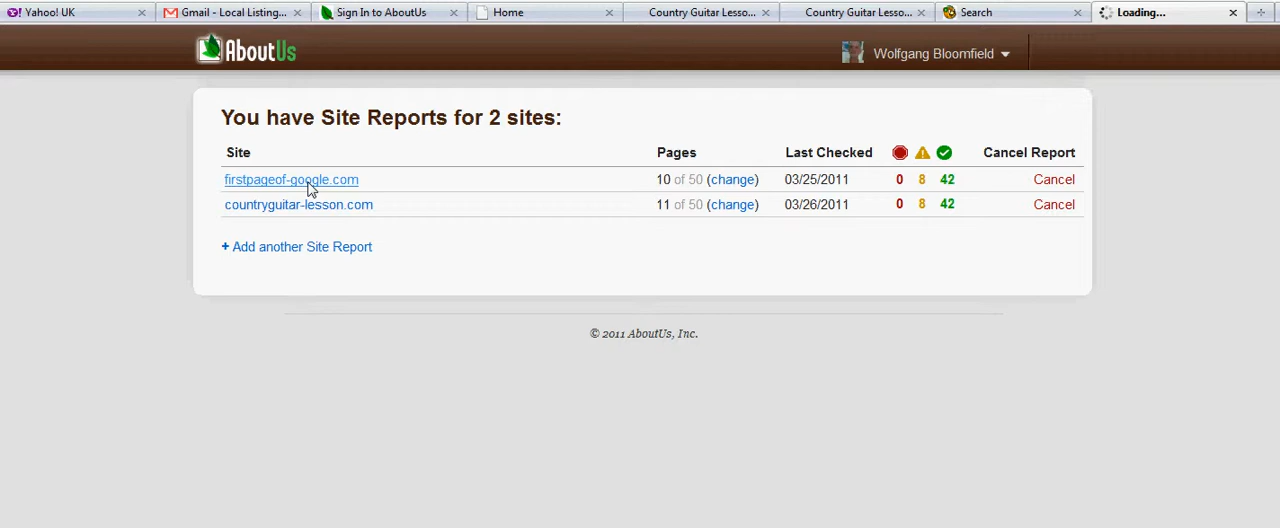 Yahoo! UK Gmail - Local Listing... Sign In to AboutUs Home Country Guitar Lesso... Country Guitar Lesso... Search Loading...
AboutUs Wolfgang Bloomfield
You have Site Reports for 2 sites:
Site Pages Last Checked Cancel Report
firstpageof-google.com 10 of 50 (change) 03/25/2011 0 8 42 Cancel
countryguitar-lesson.com 11 of 50 (change) 03/26/2011 0 8 42 Cancel
+ Add another Site Report
© 2011 AboutUs, Inc.